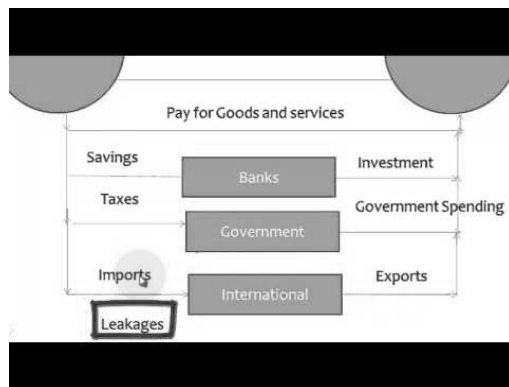 Pay for Goods and services
Savings
Banks
Investment
Taxes
Government Spending
Government
Imports
International
Exports
Leakages